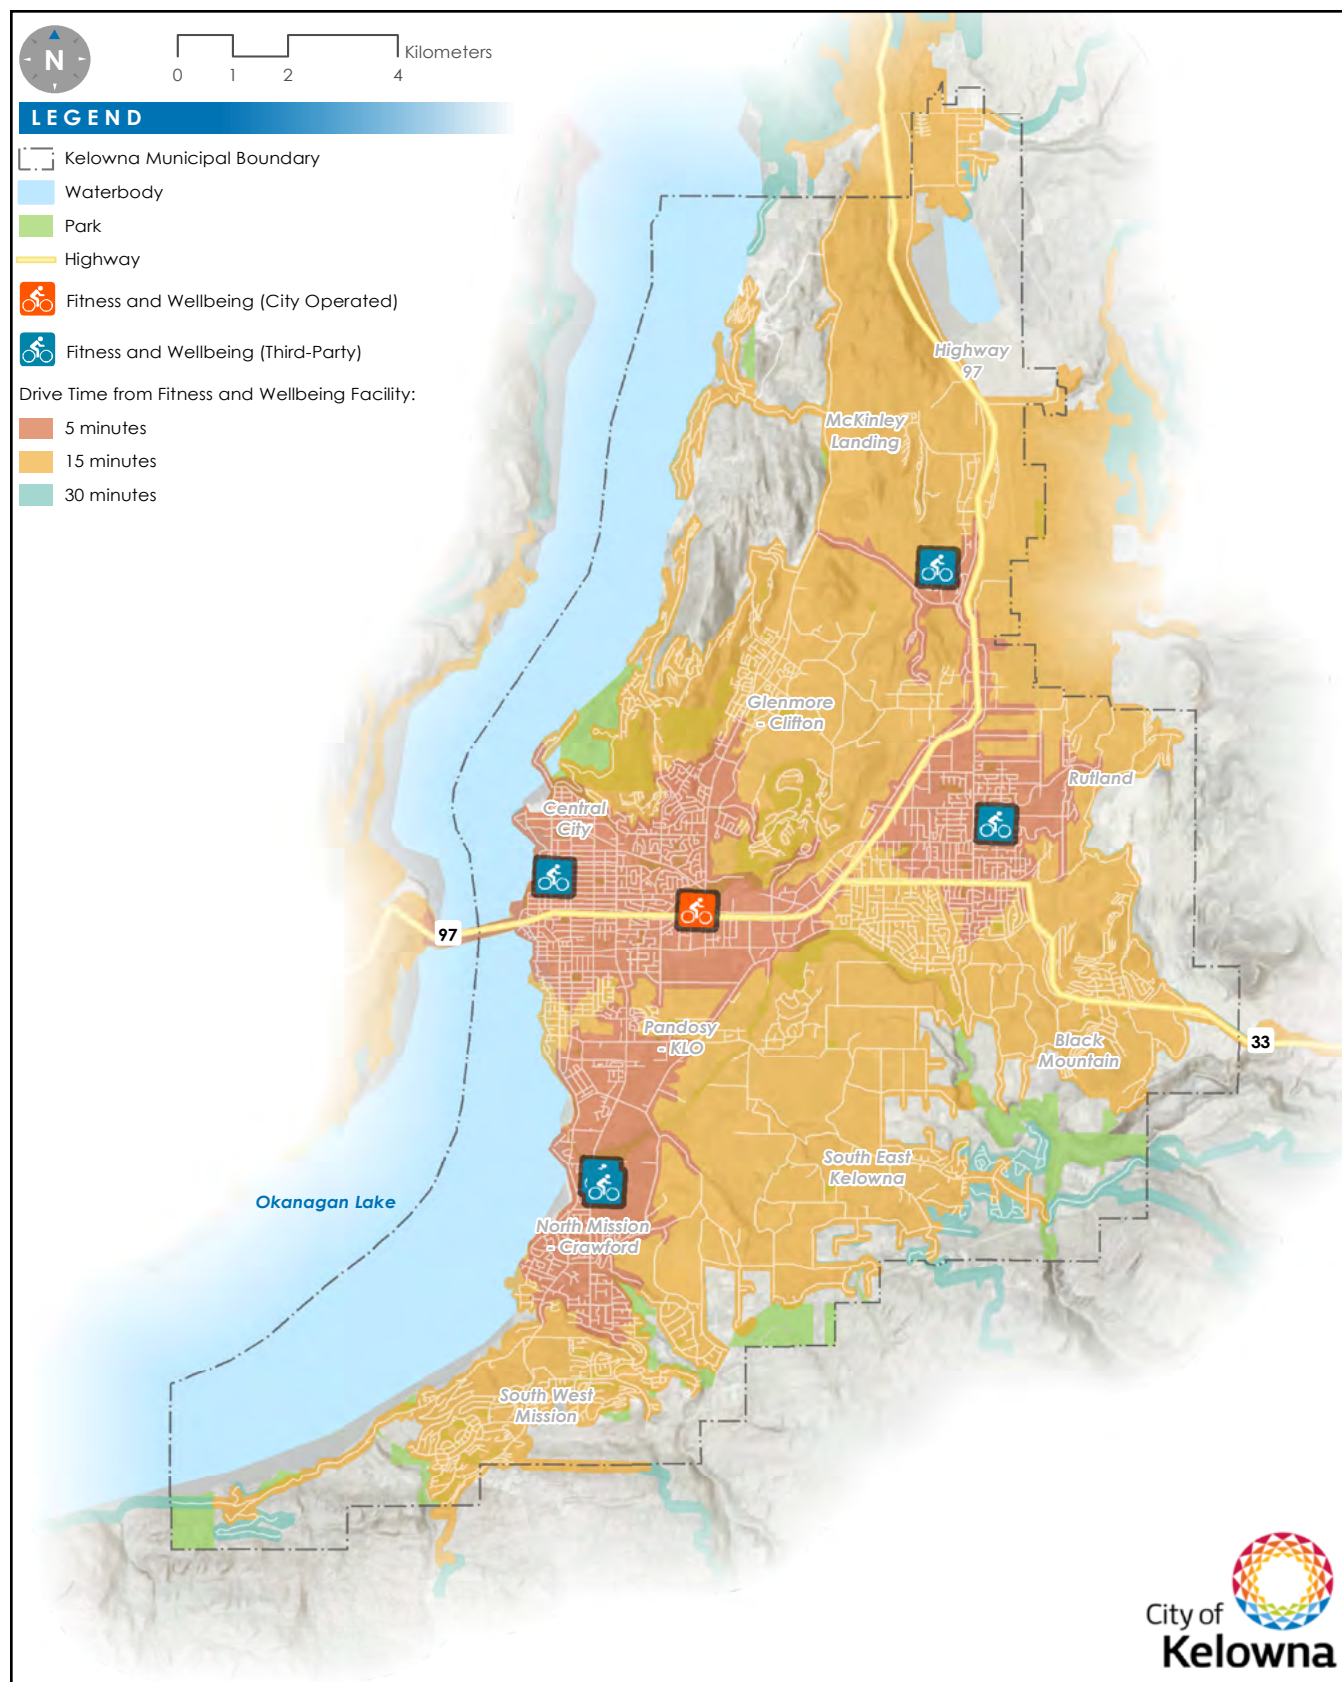 N
Kilometers
0 1 2 4
LEGEND
Kelowna Municipal Boundary
Waterbody
Park
Highway
Fitness and Wellbeing (City Operated)
Fitness and Wellbeing (Third-Party)
Drive Time from Fitness and Wellbeing Facility:
5 minutes
15 minutes
30 minutes
Highway
97
McKinley
Landing
Glenmore
- Clifton
Rutland
Central
City
97
Pandosy
- KLO
Black
Mountain
33
South East
Kelowna
Okanagan Lake
North Mission
- Crawford
South West
Mission
City of
Kelowna